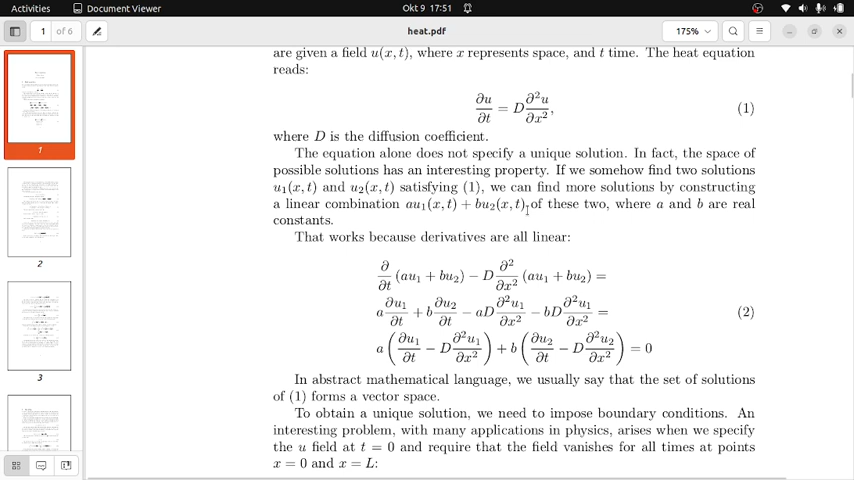 Activities Document Viewer Okt 9 17:51
1 of 6 heat.pdf 175%
are given a field u(x, t), where x represents space, and t time. The heat equation
reads:
∂u/∂t = D ∂²u/∂x², (1)
where D is the diffusion coefficient.
The equation alone does not specify a unique solution. In fact, the space of
possible solutions has an interesting property. If we somehow find two solutions
u₁(x, t) and u₂(x, t) satisfying (1), we can find more solutions by constructing
a linear combination au₁(x, t) + bu₂(x, t) of these two, where a and b are real
constants.
That works because derivatives are all linear:
∂/∂t (au₁ + bu₂) − D ∂²/∂x² (au₁ + bu₂) =
a ∂u₁/∂t + b ∂u₂/∂t − aD ∂²u₁/∂x² − bD ∂²u₁/∂x² = (2)
a (∂u₁/∂t − D ∂²u₁/∂x²) + b (∂u₂/∂t − D ∂²u₂/∂x²) = 0
In abstract mathematical language, we usually say that the set of solutions
of (1) forms a vector space.
To obtain a unique solution, we need to impose boundary conditions. An
interesting problem, with many applications in physics, arises when we specify
the u field at t = 0 and require that the field vanishes for all times at points
x = 0 and x = L:
1
2
3